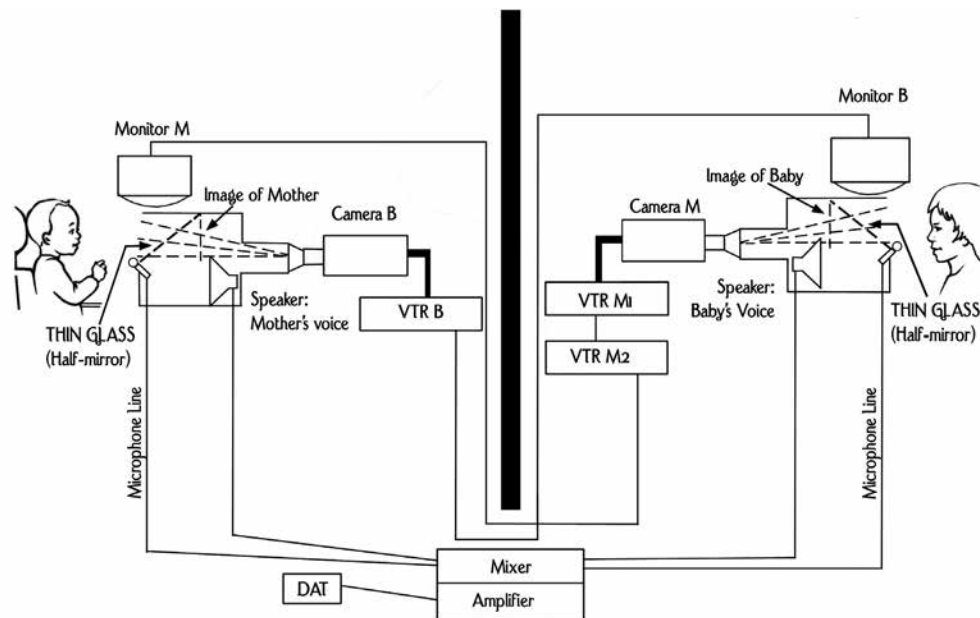 Monitor M
Image of Mother
Camera B
THIN GLASS
(Half-mirror)
Speaker:
Mother's voice
VTR B
Microphone Line
Monitor B
Image of Baby
Camera M
VTR M1
VTR M2
Speaker:
Baby's Voice
THIN GLASS
(Half-mirror)
Microphone Line
Mixer
DAT
Amplifier